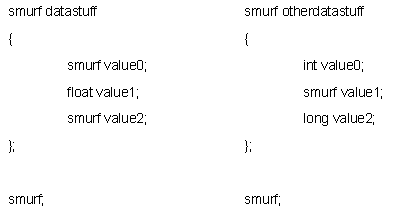 smurf datastuff
{
smurf value0;
float value1;
smurf value2;
};
smurf;
smurf otherdatastuff
{
int value0;
smurf value1;
long value2;
};
smurf;